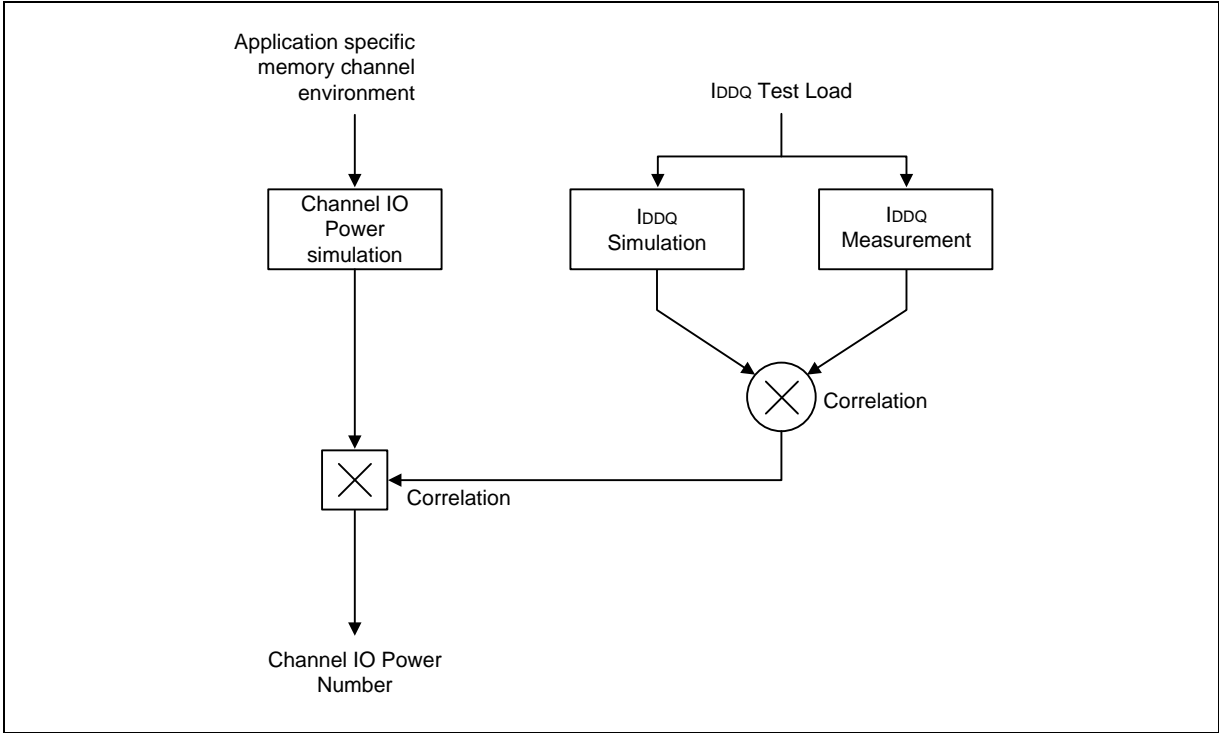 Application specific
memory channel
environment
IDDQ Test Load
Channel IO
Power
simulation
IDDQ
Simulation
IDDQ
Measurement
Correlation
Correlation
Channel IO Power
Number